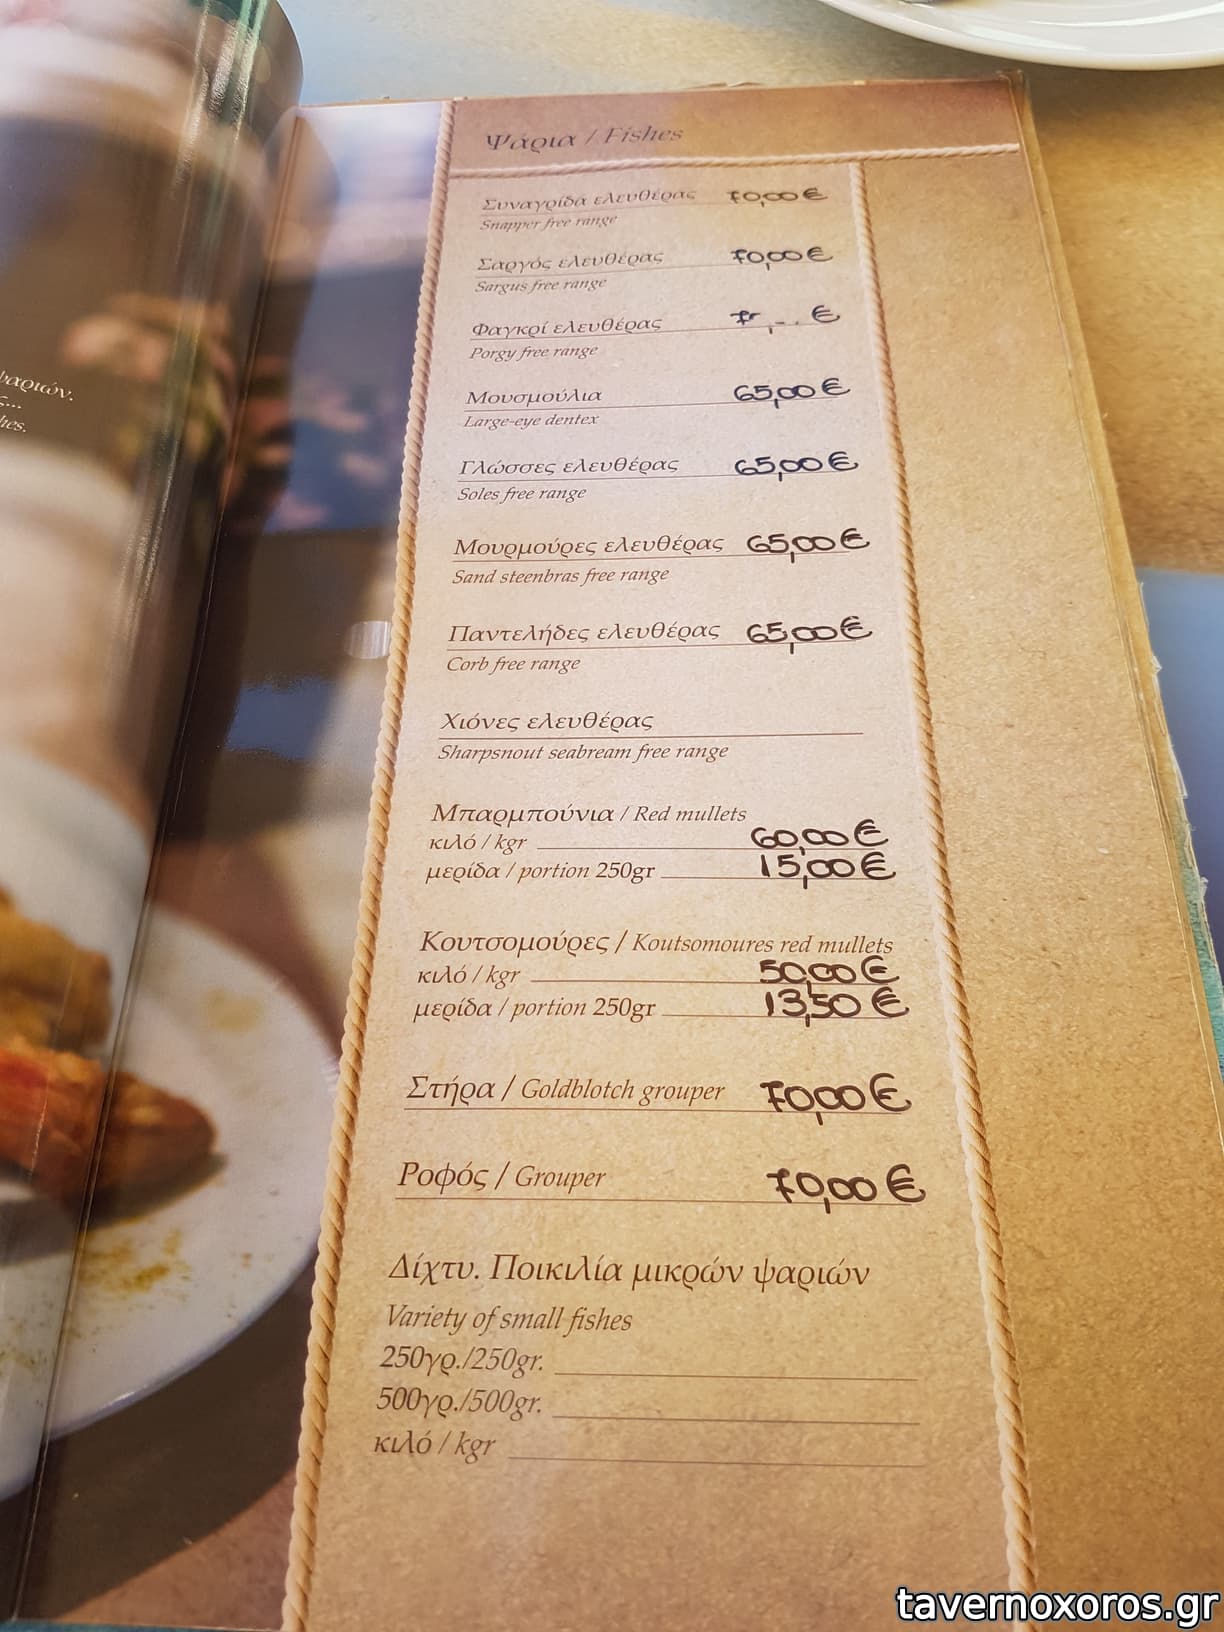 Ψάρια / Fishes
Συναγρίδα ελευθέρας 70,00 €
Snapper free range
Σαργός ελευθέρας 70,00 €
Sargus free range
Φαγκρί ελευθέρας €
Porgy free range
Μουσμούλια 65,00 €
Large-eye dentex
Γλώσσες ελευθέρας 65,00 €
Soles free range
Μουρμούρες ελευθέρας 65,00 €
Sand steenbras free range
Παντελήδες ελευθέρας 65,00 €
Corb free range
Χιόνες ελευθέρας
Sharpsnout seabream free range
Μπαρμπούνια / Red mullets
κιλό / kgr 60,00 €
μερίδα / portion 250gr 15,00 €
Κουτσομούρες / Koutsomoures red mullets
κιλό / kgr 50,00 €
μερίδα / portion 250gr 13,50 €
Στήρα / Goldblotch grouper 70,00 €
Ροφός / Grouper 70,00 €
Δίχτυ. Ποικιλία μικρών ψαριών
Variety of small fishes
250γρ./250gr.
500γρ./500gr.
κιλό / kgr
tavernoxoros.gr